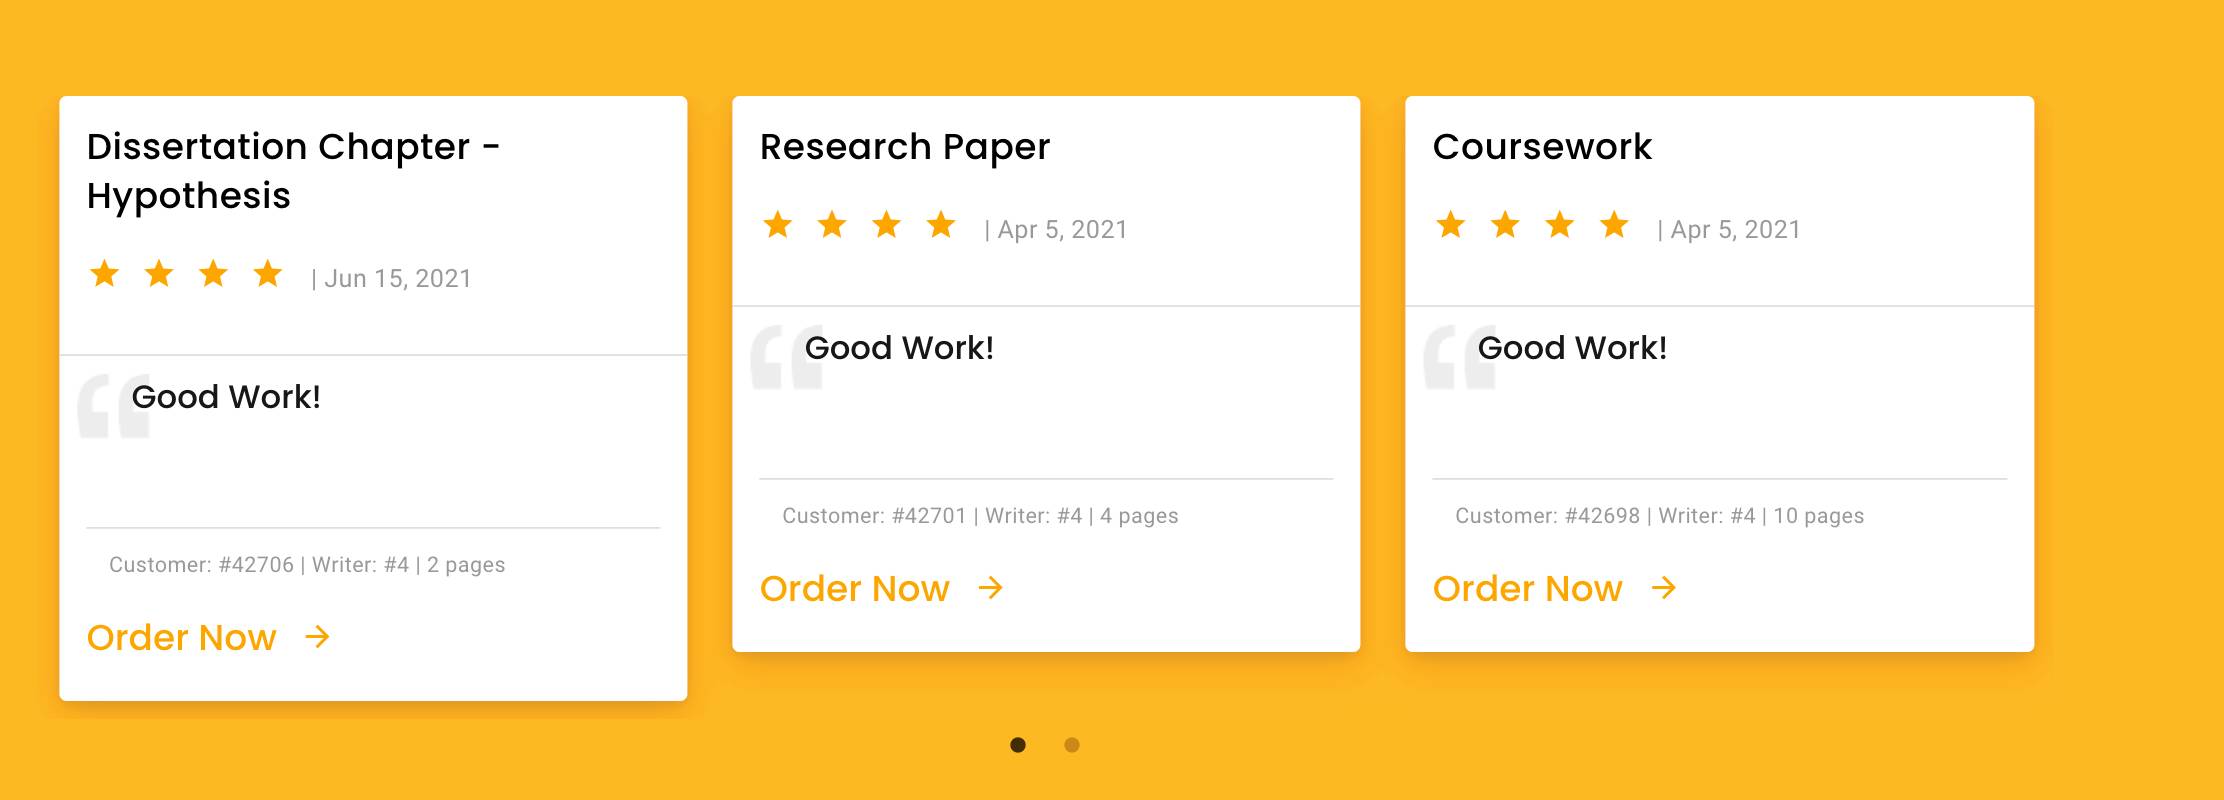 Dissertation Chapter -
Hypothesis
| Jun 15, 2021
Good Work!
Customer: #42706 | Writer: #4 | 2 pages
Order Now
Research Paper
| Apr 5, 2021
Good Work!
Customer: #42701 | Writer: #4 | 4 pages
Order Now
Coursework
| Apr 5, 2021
Good Work!
Customer: #42698 | Writer: #4 | 10 pages
Order Now